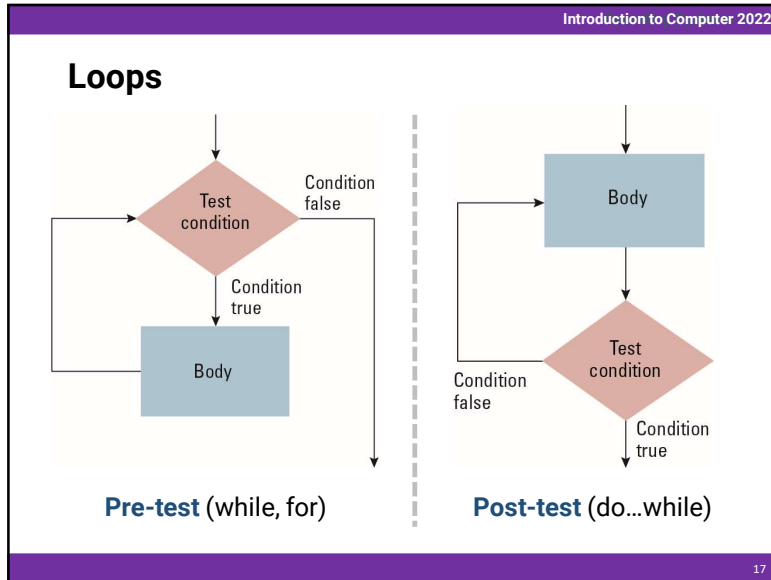 Introduction to Computer 2022
Loops
Test
condition
Condition
false
Condition
true
Body
Pre-test (while, for)
Body
Test
condition
Condition
false
Condition
true
Post-test (do…while)
17